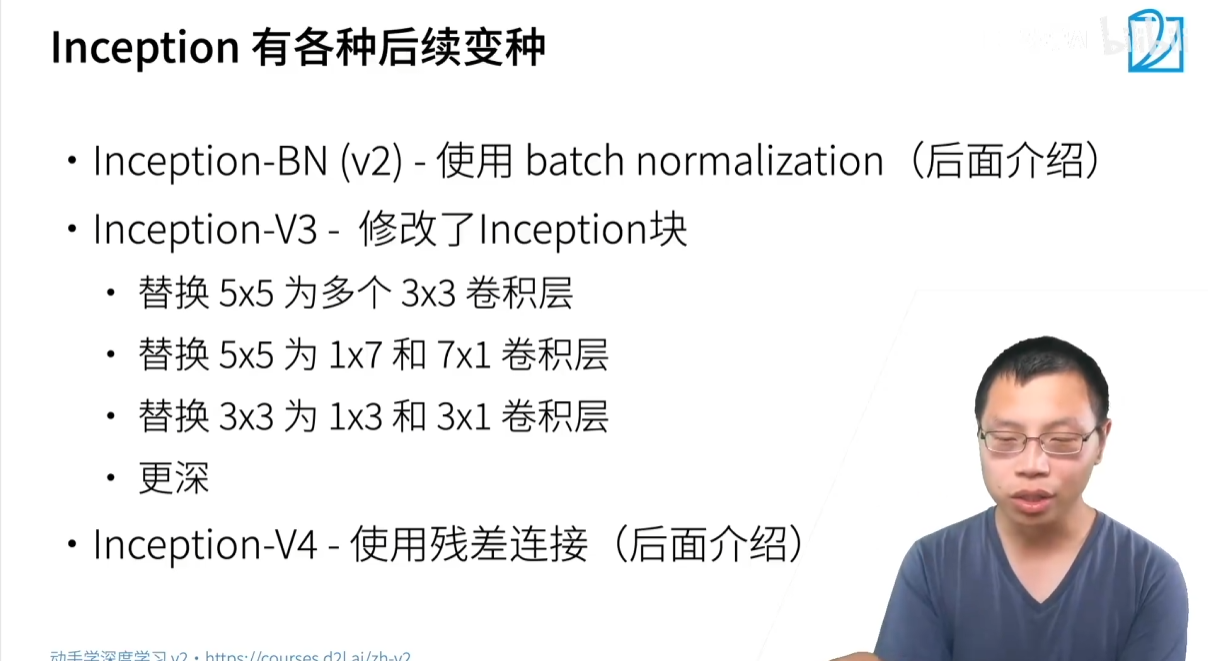 Inception 有各种后续变种
• Inception-BN (v2) - 使用 batch normalization（后面介绍）
• Inception-V3 - 修改了Inception块
• 替换 5x5 为多个 3x3 卷积层
• 替换 5x5 为 1x7 和 7x1 卷积层
• 替换 3x3 为 1x3 和 3x1 卷积层
• 更深
• Inception-V4 - 使用残差连接（后面介绍）
动手学深度学习 v2 • https://courses.d2l.ai/zh-v2